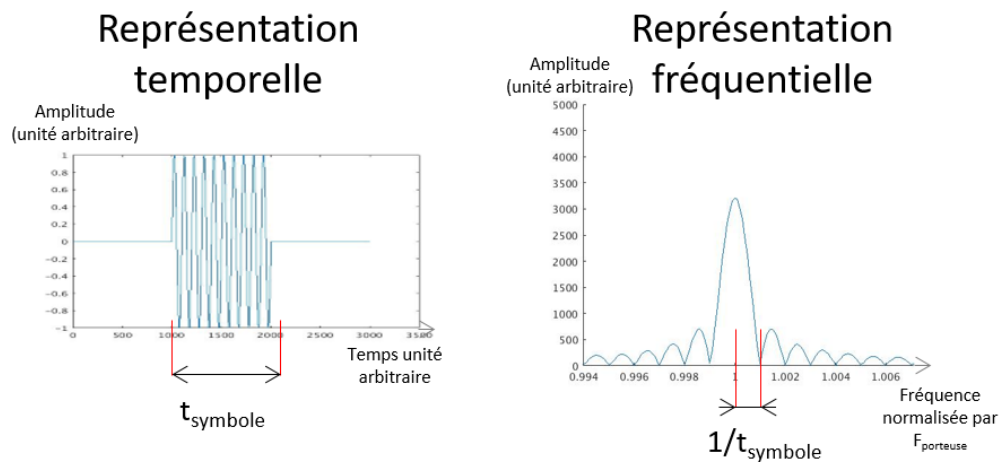 Représentation
temporelle
Amplitude
(unité arbitraire)
1
0.8
0.6
0.4
0.2
0
−0.2
−0.4
−0.6
−0.8
−1
0 500 1000 1500 2000 2500 3000 3500
Temps unité
arbitraire
tsymbole
Représentation
fréquentielle
Amplitude
(unité arbitraire)
5000
4500
4000
3500
3000
2500
2000
1500
1000
500
0
0.994 0.996 0.998 1 1.002 1.004 1.006
Fréquence
normalisée par
Fporteuse
1/tsymbole